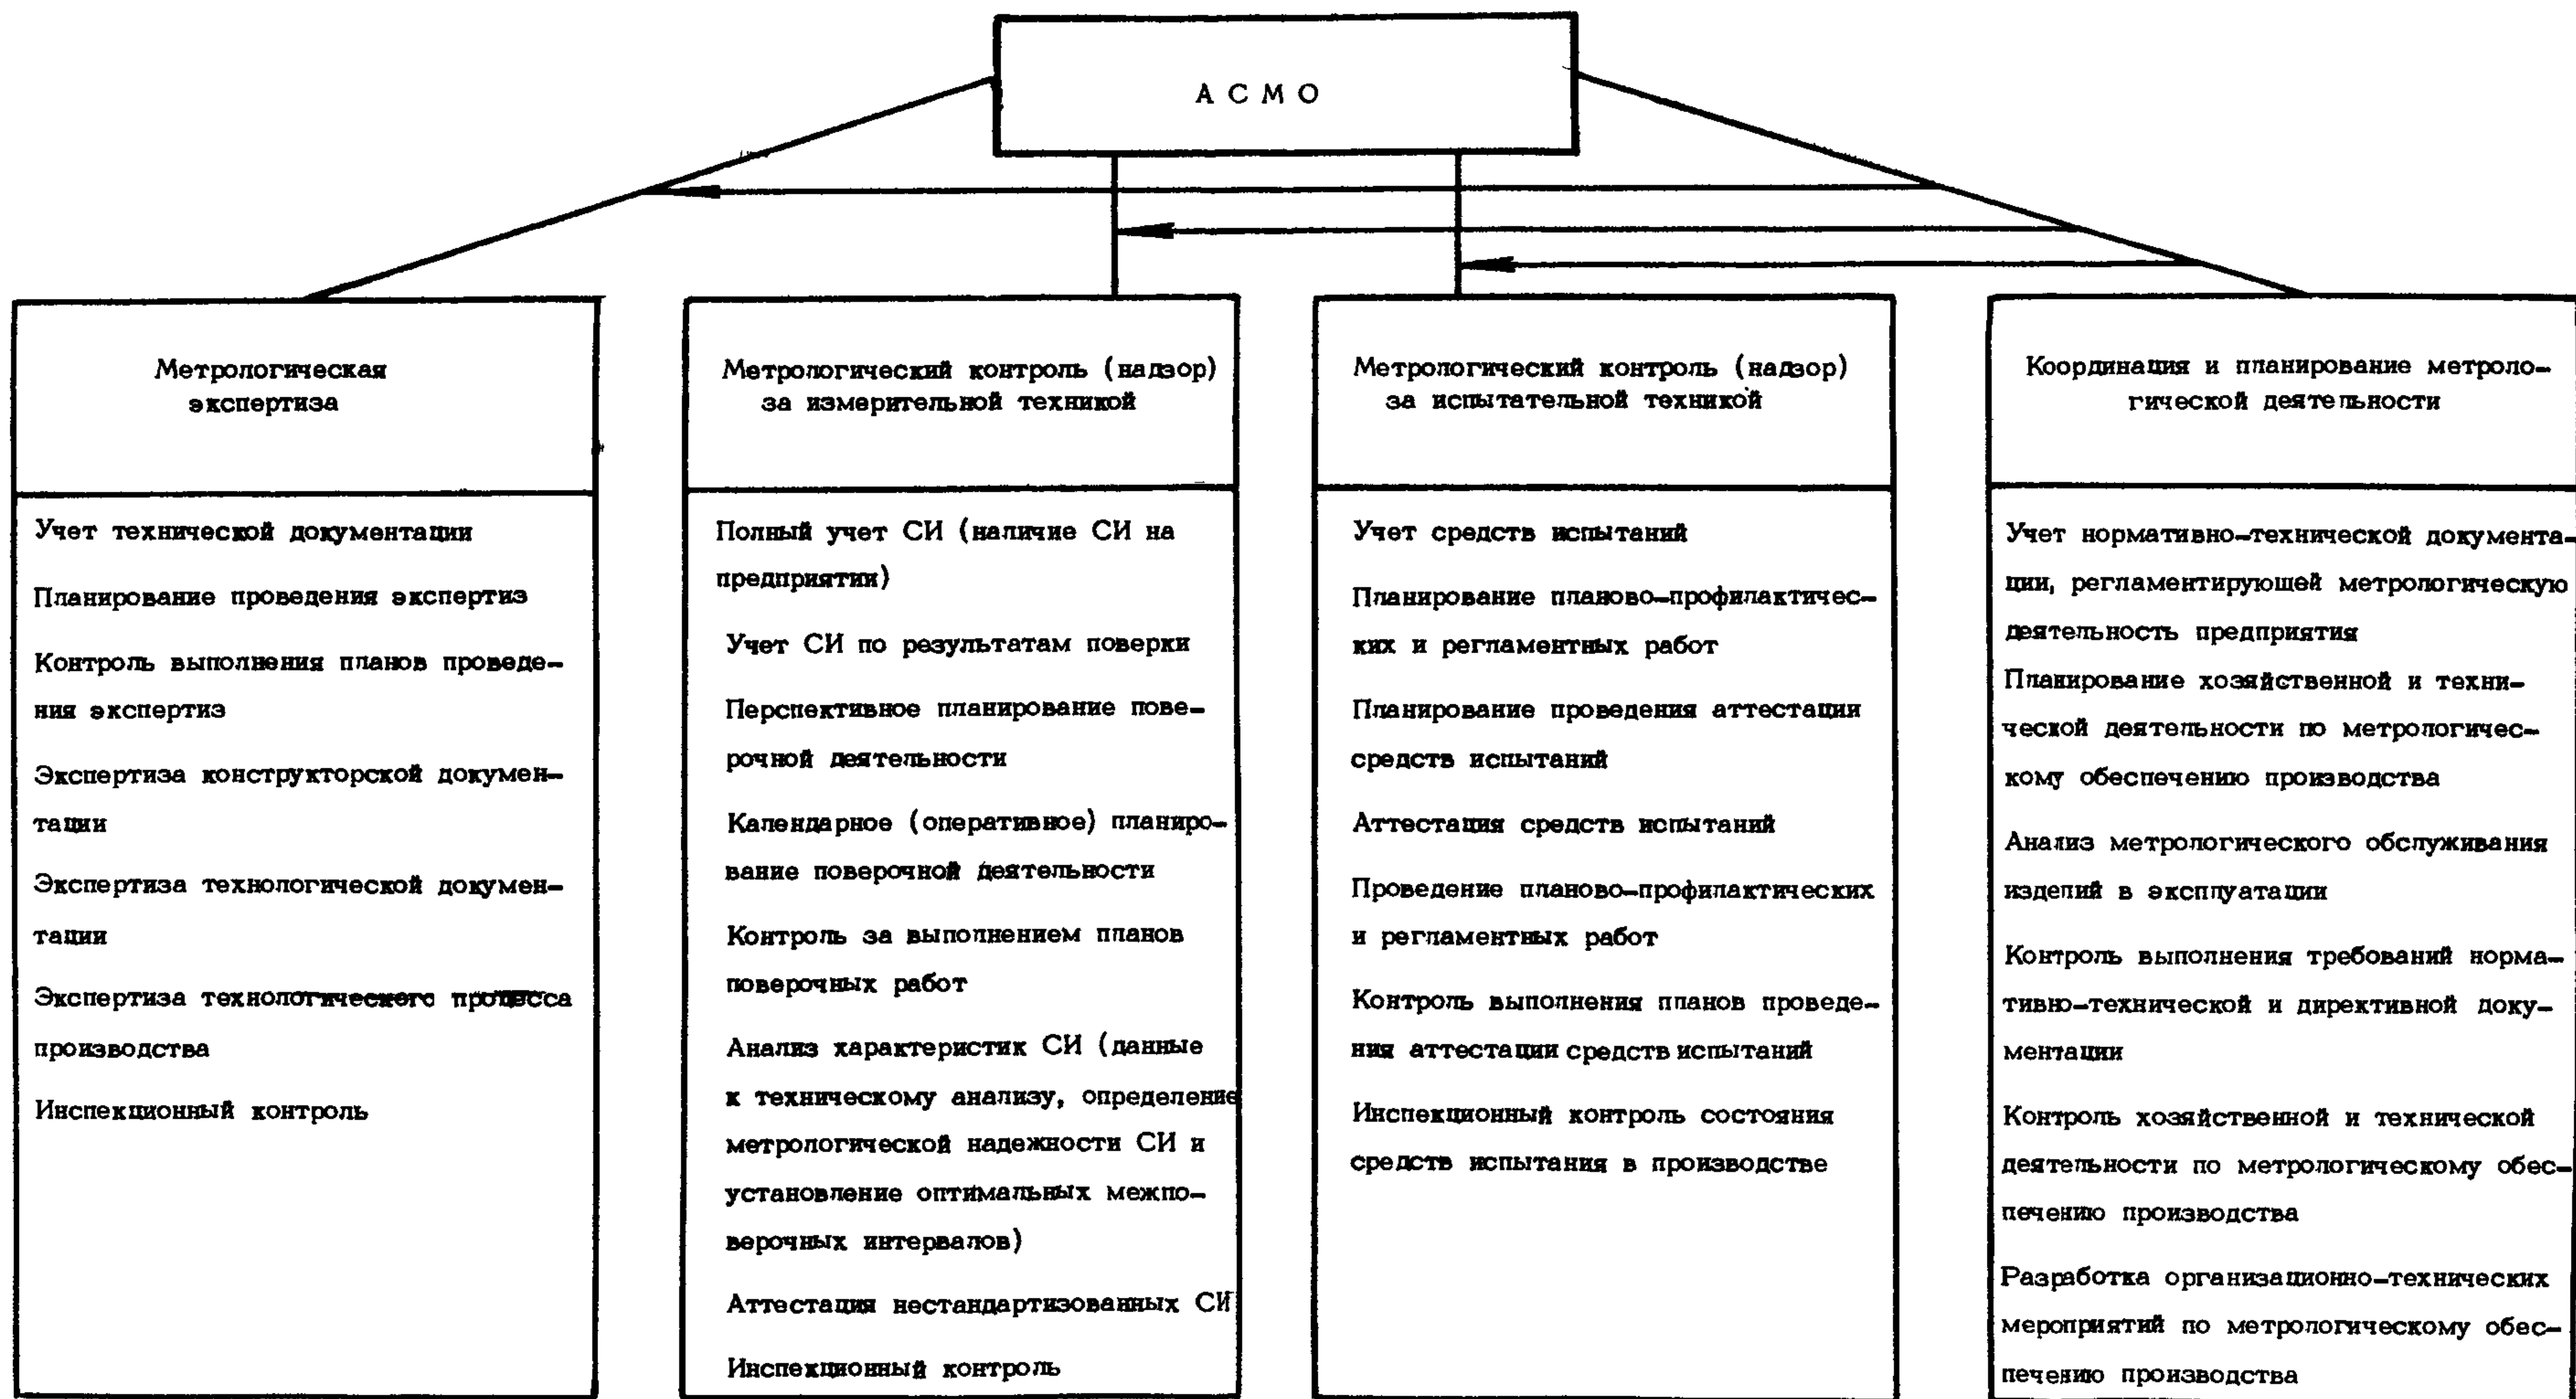 А С М О
Метрологическая
экспертиза
Учет технической документации
Планирование проведения экспертиз
Контроль выполнения планов проведе-
ния экспертиз
Экспертиза конструкторской докумен-
тации
Экспертиза технологической докумен-
тации
Экспертиза технологического процесса
производства
Инспекционный контроль
Метрологический контроль (надзор)
за измерительной техникой
Полный учет СИ (наличие СИ на
предприятии)
Учет СИ по результатам поверки
Перспективное планирование пове-
рочной деятельности
Календарное (оперативное) планиро-
вание поверочной деятельности
Контроль за выполнением планов
поверочных работ
Анализ характеристик СИ (данные
к техническому анализу, определение
метрологической надежности СИ и
установление оптимальных межпо-
верочных интервалов)
Аттестация нестандартизованных СИ
Инспекционный контроль
Метрологический контроль (надзор)
за испытательной техникой
Учет средств испытаний
Планирование планово-профилактичес-
ких и регламентных работ
Планирование проведения аттестации
средств испытаний
Аттестация средств испытаний
Проведение планово-профилактических
и регламентных работ
Контроль выполнения планов проведе-
ния аттестации средств испытаний
Инспекционный контроль состояния
средств испытания в производстве
Координация и планирование метроло-
гической деятельности
Учет нормативно-технической документа-
ции, регламентирующей метрологическую
деятельность предприятия
Планирование хозяйственной и техни-
ческой деятельности по метрологичес-
кому обеспечению производства
Анализ метрологического обслуживания
изделий в эксплуатации
Контроль выполнения требований норма-
тивно-технической и директивной доку-
ментации
Контроль хозяйственной и технической
деятельности по метрологическому обес-
печению производства
Разработка организационно-технических
мероприятий по метрологическому обес-
печению производства